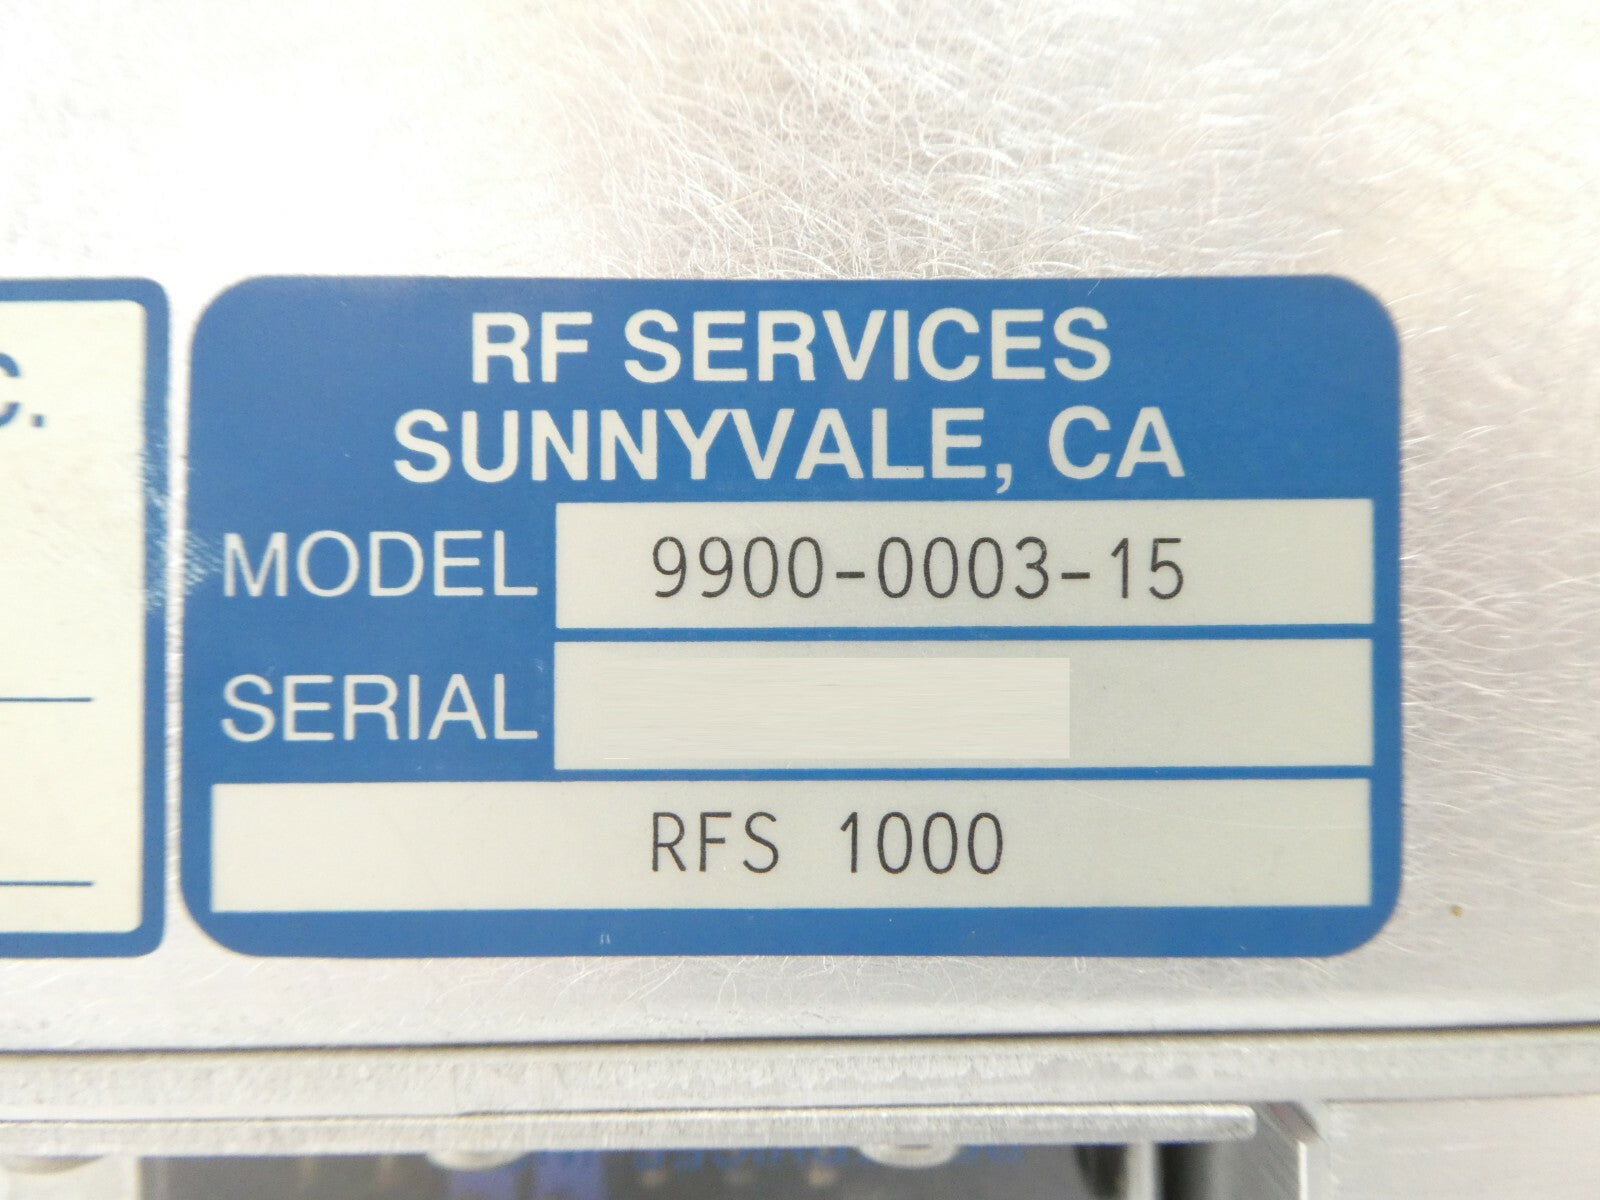 C.
RF SERVICES
SUNNYVALE, CA
MODEL 9900-0003-15
SERIAL
RFS 1000